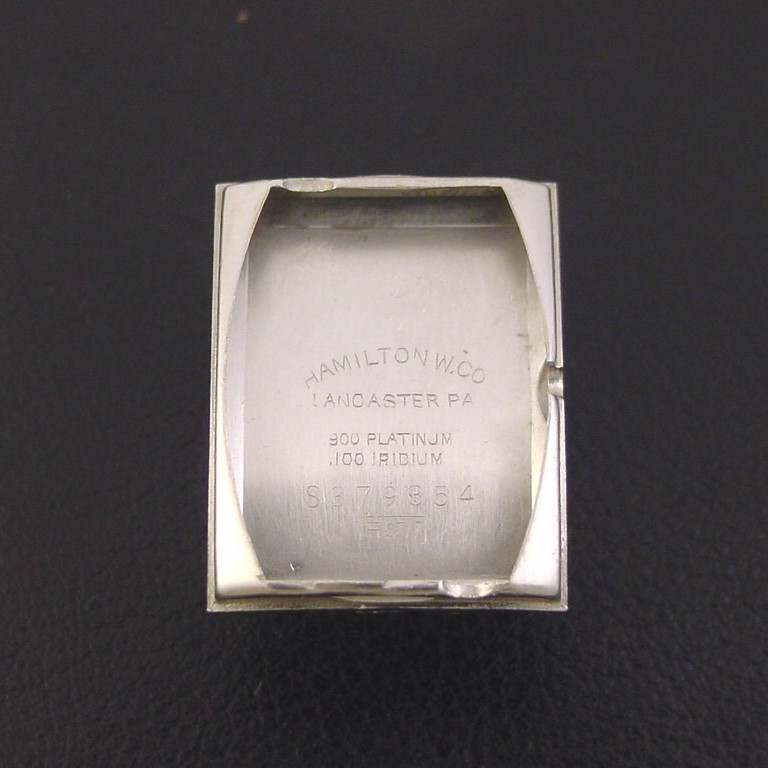 HAMILTON W. CO
LANCASTER PA
900 PLATINUM
.100 IRIDIUM
S379354